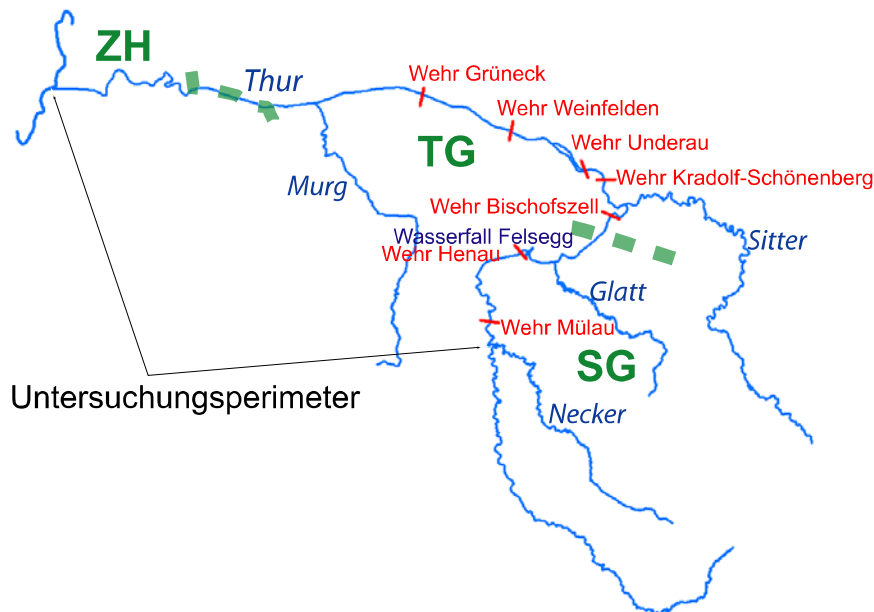 ZH
Thur
Wehr Grüneck
Wehr Weinfelden
TG
Wehr Underau
Wehr Kradolf-Schönenberg
Murg
Wehr Bischofszell
Wasserfall Felsegg
Sitter
Wehr Henau
Glatt
Wehr Mülau
SG
Untersuchungsperimeter
Necker